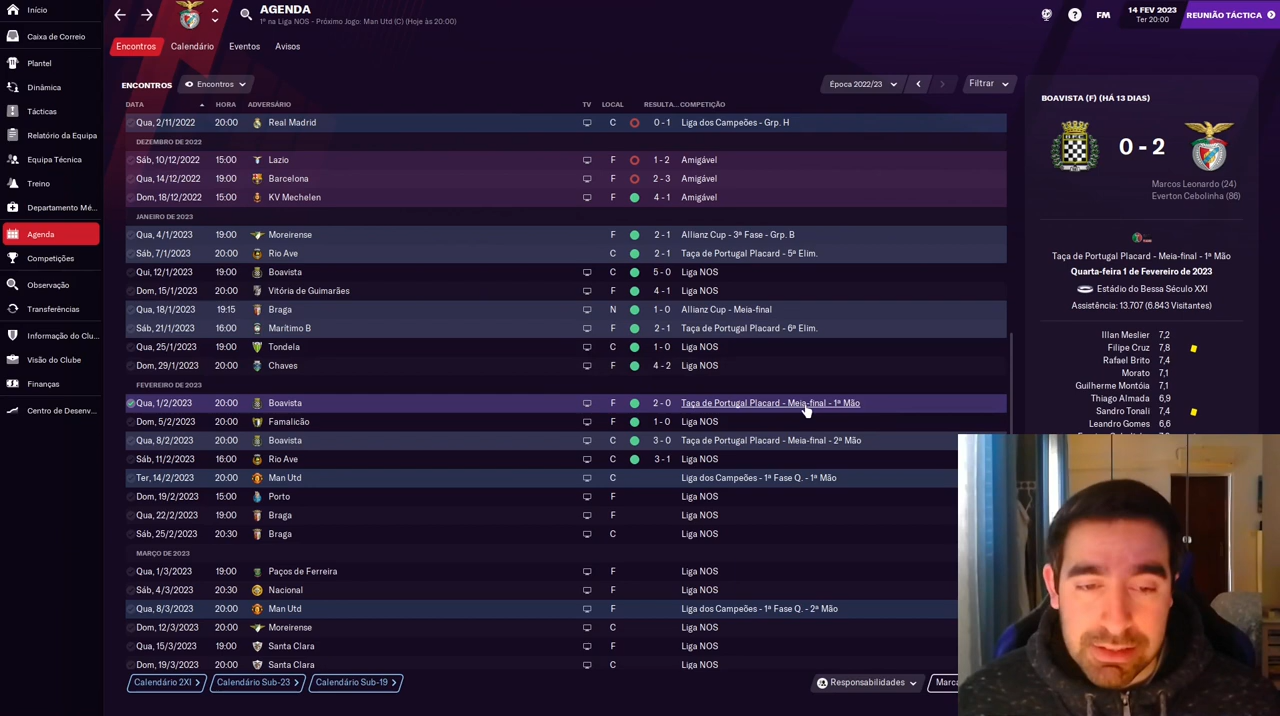 Início
Caixa de Correio
Plantel
Dinâmica
Tácticas
Relatório da Equipa
Equipa Técnica
Treino
Departamento Mé...
Agenda
Competições
Observação
Transferências
Informação do Clu...
Visão do Clube
Finanças
Centro de Desenv...
AGENDA
1º na Liga NOS - Próximo Jogo: Man Utd (C) (Hoje às 20:00)
FM
14 FEV 2023
Ter 20:00
REUNIÃO TÁCTICA
Encontros Calendário Eventos Avisos
ENCONTROS Encontros Época 2022/23 Filtrar
DATA HORA ADVERSÁRIO TV LOCAL RESULTA... COMPETIÇÃO
Qua, 2/11/2022 20:00 Real Madrid C 0 - 1 Liga dos Campeões - Grp. H
DEZEMBRO DE 2022
Sáb, 10/12/2022 15:00 Lazio F 1 - 2 Amigável
Qua, 14/12/2022 19:00 Barcelona F 2 - 3 Amigável
Dom, 18/12/2022 15:00 KV Mechelen F 4 - 1 Amigável
JANEIRO DE 2023
Qua, 4/1/2023 19:00 Moreirense F 2 - 1 Allianz Cup - 3ª Fase - Grp. B
Sáb, 7/1/2023 20:00 Rio Ave C 2 - 1 Taça de Portugal Placard - 5ª Elim.
Qui, 12/1/2023 19:00 Boavista C 5 - 0 Liga NOS
Dom, 15/1/2023 20:00 Vitória de Guimarães F 4 - 1 Liga NOS
Qua, 18/1/2023 19:15 Braga N 1 - 0 Allianz Cup - Meia-final
Sáb, 21/1/2023 16:00 Marítimo B F 2 - 1 Taça de Portugal Placard - 6ª Elim.
Qua, 25/1/2023 19:00 Tondela C 1 - 0 Liga NOS
Dom, 29/1/2023 20:00 Chaves F 4 - 2 Liga NOS
FEVEREIRO DE 2023
Qua, 1/2/2023 20:00 Boavista F 2 - 0 Taça de Portugal Placard - Meia-final - 1ª Mão
Dom, 5/2/2023 20:00 Famalicão F 1 - 0 Liga NOS
Qua, 8/2/2023 20:00 Boavista C 3 - 0 Taça de Portugal Placard - Meia-final - 2ª Mão
Sáb, 11/2/2023 16:00 Rio Ave C 3 - 1 Liga NOS
Ter, 14/2/2023 20:00 Man Utd C Liga dos Campeões - 1ª Fase Q. - 1ª Mão
Dom, 19/2/2023 15:00 Porto F Liga NOS
Qua, 22/2/2023 19:00 Braga F Liga NOS
Sáb, 25/2/2023 20:30 Braga C Liga NOS
MARÇO DE 2023
Qua, 1/3/2023 19:00 Paços de Ferreira F Liga NOS
Sáb, 4/3/2023 20:30 Nacional F Liga NOS
Qua, 8/3/2023 20:00 Man Utd F Liga dos Campeões - 1ª Fase Q. - 2ª Mão
Dom, 12/3/2023 20:00 Moreirense C Liga NOS
Qua, 15/3/2023 19:00 Santa Clara F Liga NOS
Dom, 19/3/2023 20:00 Santa Clara C Liga NOS
Calendário 2XI Calendário Sub-23 Calendário Sub-19 Responsabilidades Marca
BOAVISTA (F) (HÁ 13 DIAS)
0 - 2
Marcos Leonardo (24)
Everton Cebolinha (86)
Taça de Portugal Placard - Meia-final - 1ª Mão
Quarta-feira 1 de Fevereiro de 2023
Estádio do Bessa Século XXI
Assistência: 13.707 (6.843 Visitantes)
Illan Meslier 7,2
Filipe Cruz 7,8
Rafael Brito 7,4
Morato 7,1
Guilherme Montóia 7,1
Thiago Almada 6,9
Sandro Tonali 7,4
Leandro Gomes 6,6